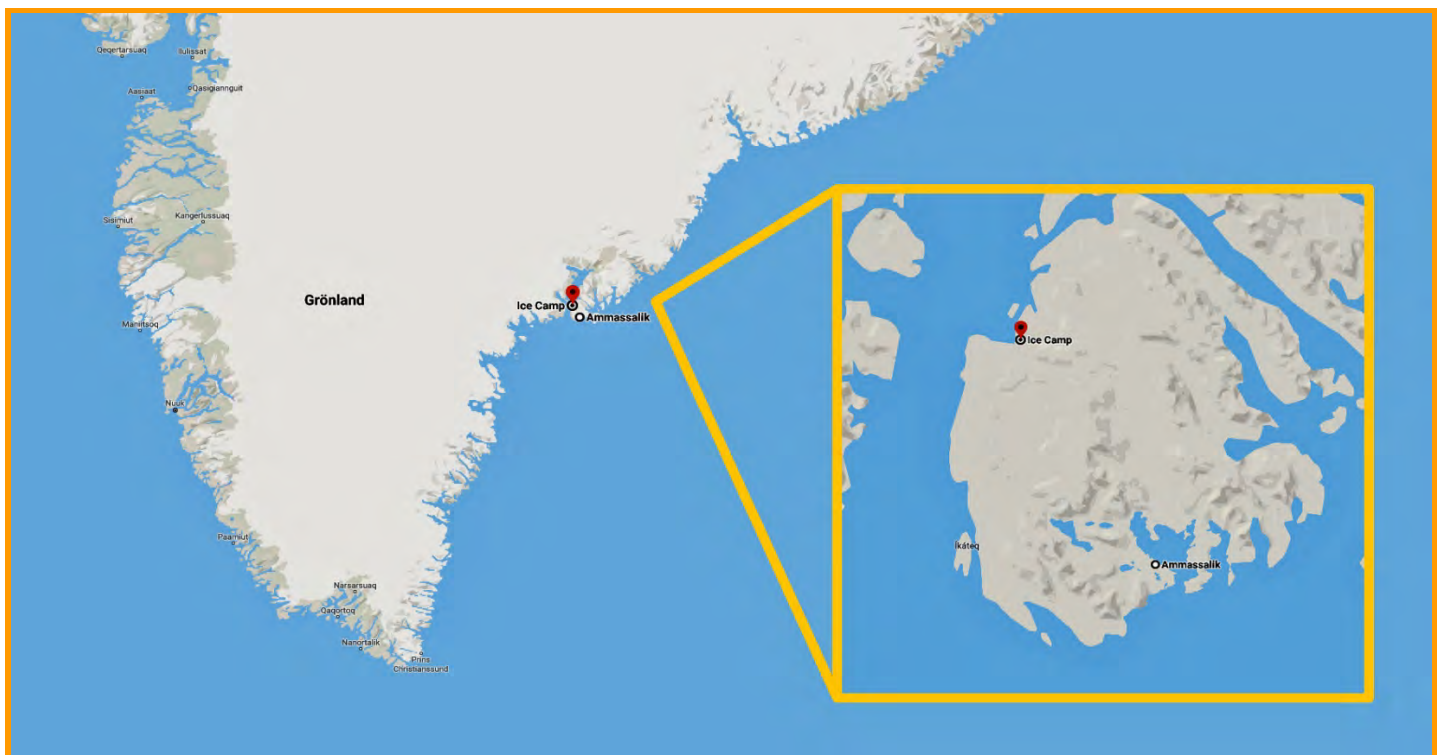 Qeqertarsuaq
Ilulissat
Qasigiannguit
Aasiaat
Sisimiut
Kangerlussuaq
Grönland
Ice Camp
Ammassalik
Maniitsoq
Nuuk
Paamiut
Narsarsuaq
Qaqortoq
Nanortalik
Prins
Christianssund
Ice Camp
Íkáteq
Ammassalik